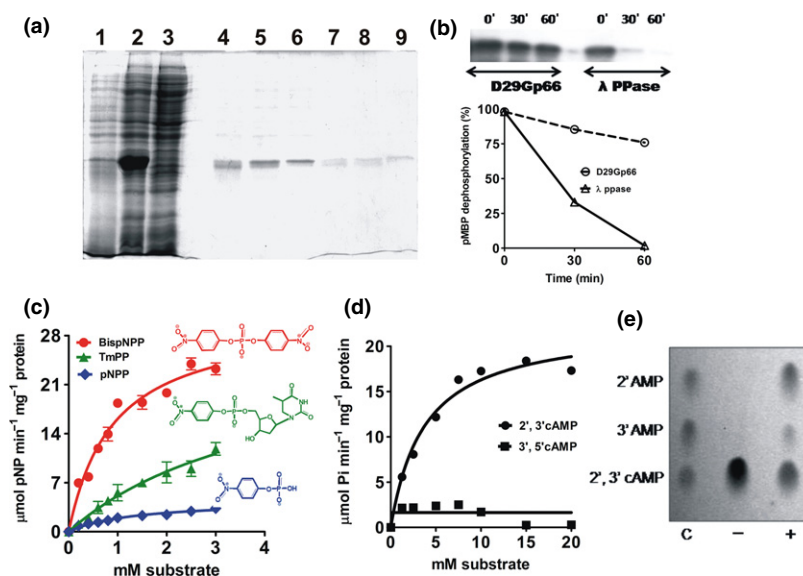 (a)
1 2 3 4 5 6 7 8 9
(b)
0' 30' 60' 0' 30' 60'
D29Gp66 λ PPase
pMBP dephosphorylation (%)
100
75
50
25
0
D29Gp66
λ ppase
0 30 60
Time (min)
(c)
μmol pNP min⁻¹ mg⁻¹ protein
28
21
14
7
0
BispNPP
TmPP
pNPP
0 1 2 3 4
mM substrate
(d)
μmol Pi min⁻¹ mg⁻¹ protein
20
15
10
5
0
2', 3'cAMP
3', 5'cAMP
0 5 10 15 20
mM substrate
(e)
2' AMP
3' AMP
2', 3' cAMP
C − +